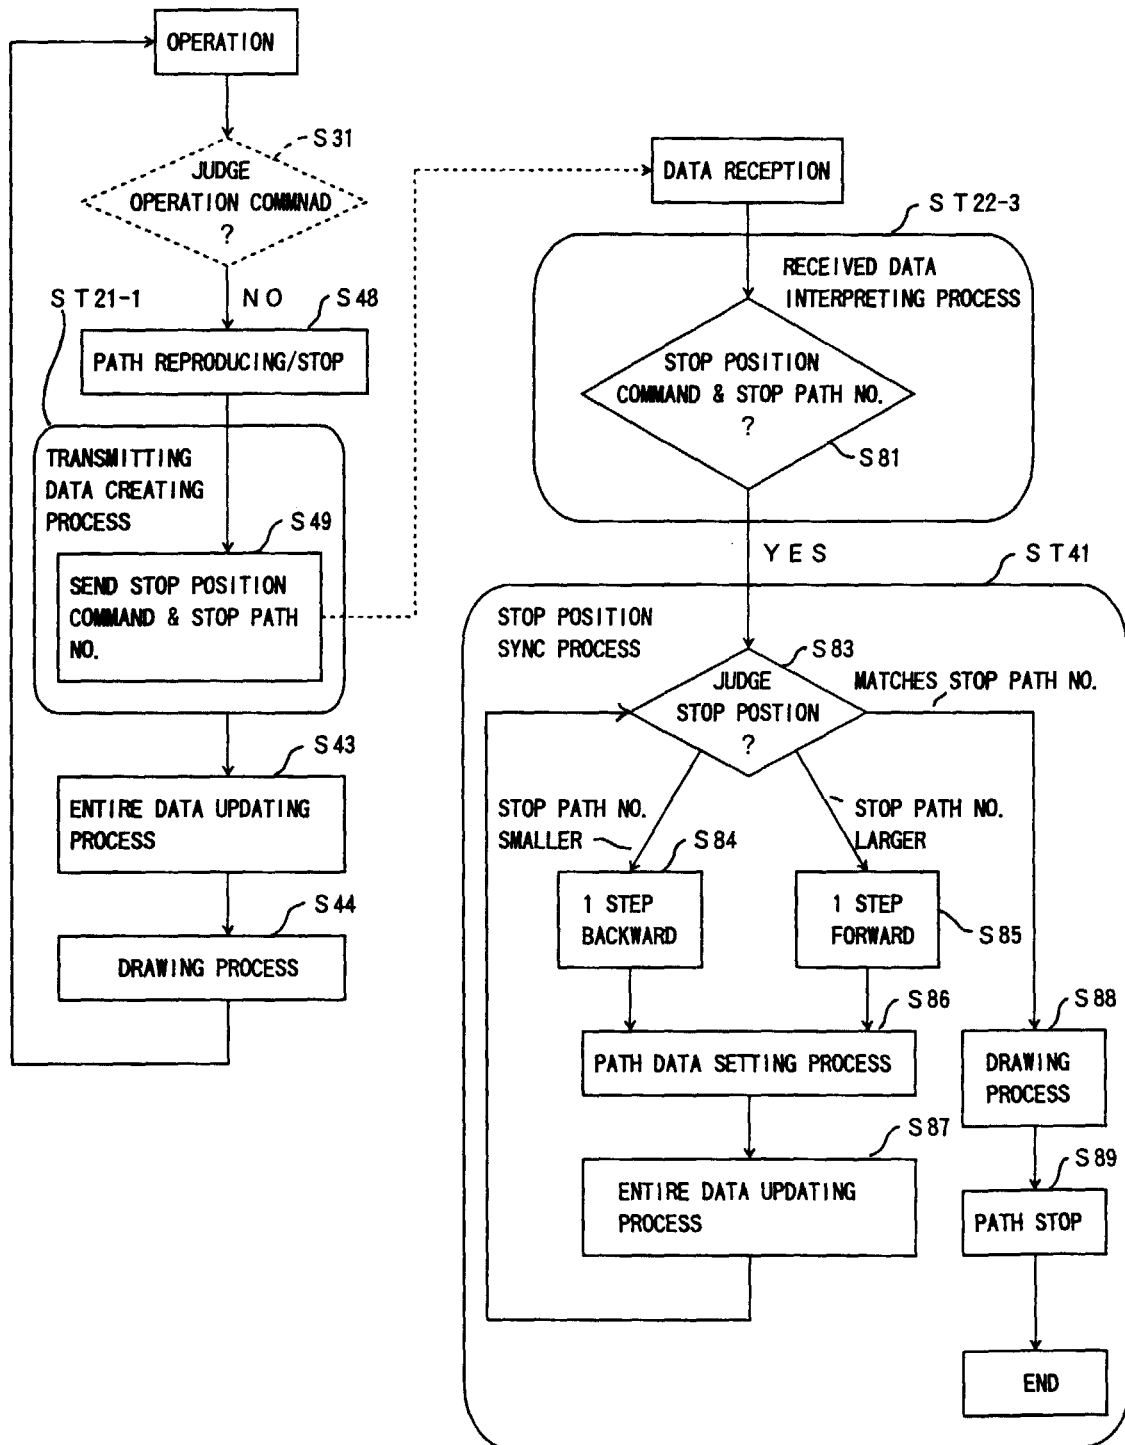 OPERATION
S31
JUDGE
OPERATION COMMNAD
?
ST21-1
NO
S48
PATH REPRODUCING/STOP
TRANSMITTING
DATA CREATING
PROCESS
S49
SEND STOP POSITION
COMMAND & STOP PATH
NO.
S43
ENTIRE DATA UPDATING
PROCESS
S44
DRAWING PROCESS
DATA RECEPTION
ST22-3
RECEIVED DATA
INTERPRETING PROCESS
STOP POSITION
COMMAND & STOP PATH NO.
?
S81
YES
ST41
STOP POSITION
SYNC PROCESS
S83
JUDGE
STOP POSTION
?
MATCHES STOP PATH NO.
STOP PATH NO.
SMALLER
STOP PATH NO.
LARGER
S84
1 STEP
BACKWARD
1 STEP
FORWARD
S85
S86
PATH DATA SETTING PROCESS
S87
ENTIRE DATA UPDATING
PROCESS
S88
DRAWING
PROCESS
S89
PATH STOP
END